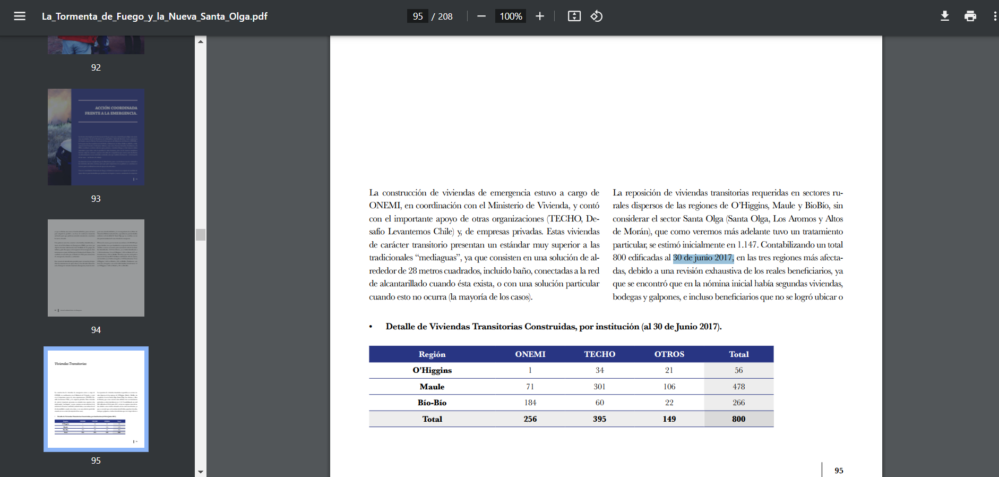 La_Tormenta_de_Fuego_y_la_Nueva_Santa_Olga.pdf
95 / 208
100%
92
ACCIÓN COORDINADA
FRENTE A LA EMERGENCIA.
93
94
Viviendas Transitorias
95
La construcción de viviendas de emergencia estuvo a cargo de
ONEMI, en coordinación con el Ministerio de Vivienda, y contó
con el importante apoyo de otras organizaciones (TECHO, De-
safío Levantemos Chile) y, de empresas privadas. Estas viviendas
de carácter transitorio presentan un estándar muy superior a las
tradicionales “mediaguas”, ya que consisten en una solución de al-
rededor de 28 metros cuadrados, incluido baño, conectadas a la red
de alcantarillado cuando ésta exista, o con una solución particular
cuando esto no ocurra (la mayoría de los casos).
La reposición de viviendas transitorias requeridas en sectores ru-
rales dispersos de las regiones de O’Higgins, Maule y BioBío, sin
considerar el sector Santa Olga (Santa Olga, Los Aromos y Altos
de Morán), que como veremos más adelante tuvo un tratamiento
particular, se estimó inicialmente en 1.147. Contabilizando un total
800 edificadas al 30 de junio 2017, en las tres regiones más afecta-
das, debido a una revisión exhaustiva de los reales beneficiarios, ya
que se encontró que en la nómina inicial había segundas viviendas,
bodegas y galpones, e incluso beneficiarios que no se logró ubicar o
• Detalle de Viviendas Transitorias Construidas, por institución (al 30 de Junio 2017).
Región ONEMI TECHO OTROS Total
O'Higgins 1 34 21 56
Maule 71 301 106 478
Bío-Bío 184 60 22 266
Total 256 395 149 800
95